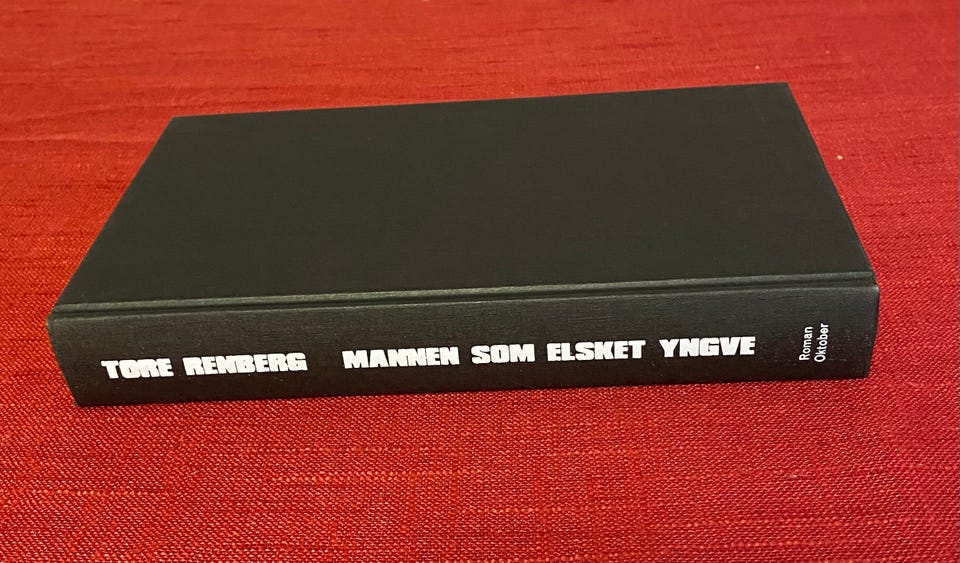 TORE RENBERG MANNEN SOM ELSKET YNGVE
Roman
Oktober